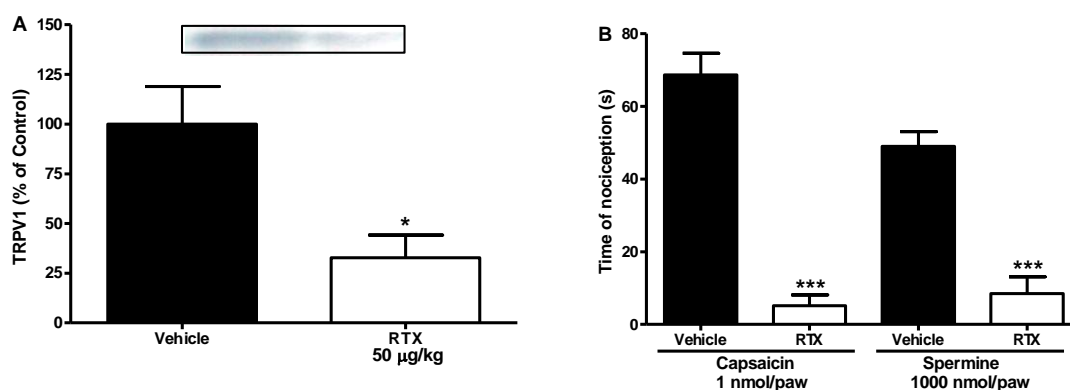 A
TRPV1 (% of Control)
150
125
100
75
50
25
0
*
Vehicle
RTX
50 µg/kg
B
Time of nociception (s)
80
60
40
20
0
***
***
Vehicle
RTX
Vehicle
RTX
Capsaicin
1 nmol/paw
Spermine
1000 nmol/paw